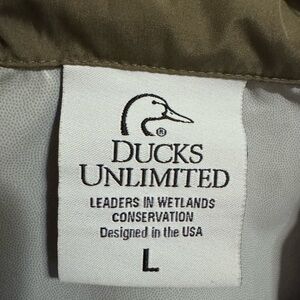 ®
DUCKS
UNLIMITED
LEADERS IN WETLANDS
CONSERVATION
Designed in the USA
L